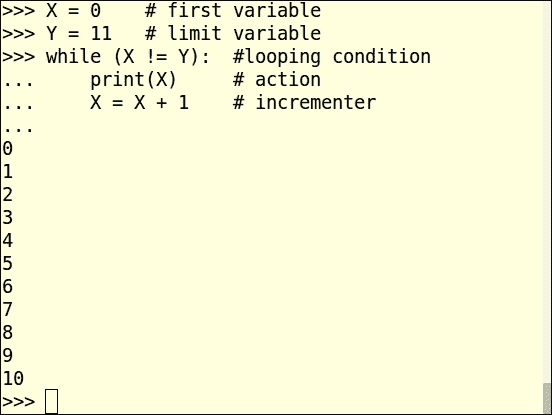 >>> X = 0    # first variable
>>> Y = 11   # limit variable
>>> while (X != Y):  #looping condition
...     print(X)     # action
...     X = X + 1    # incrementer
...
0
1
2
3
4
5
6
7
8
9
10
>>>